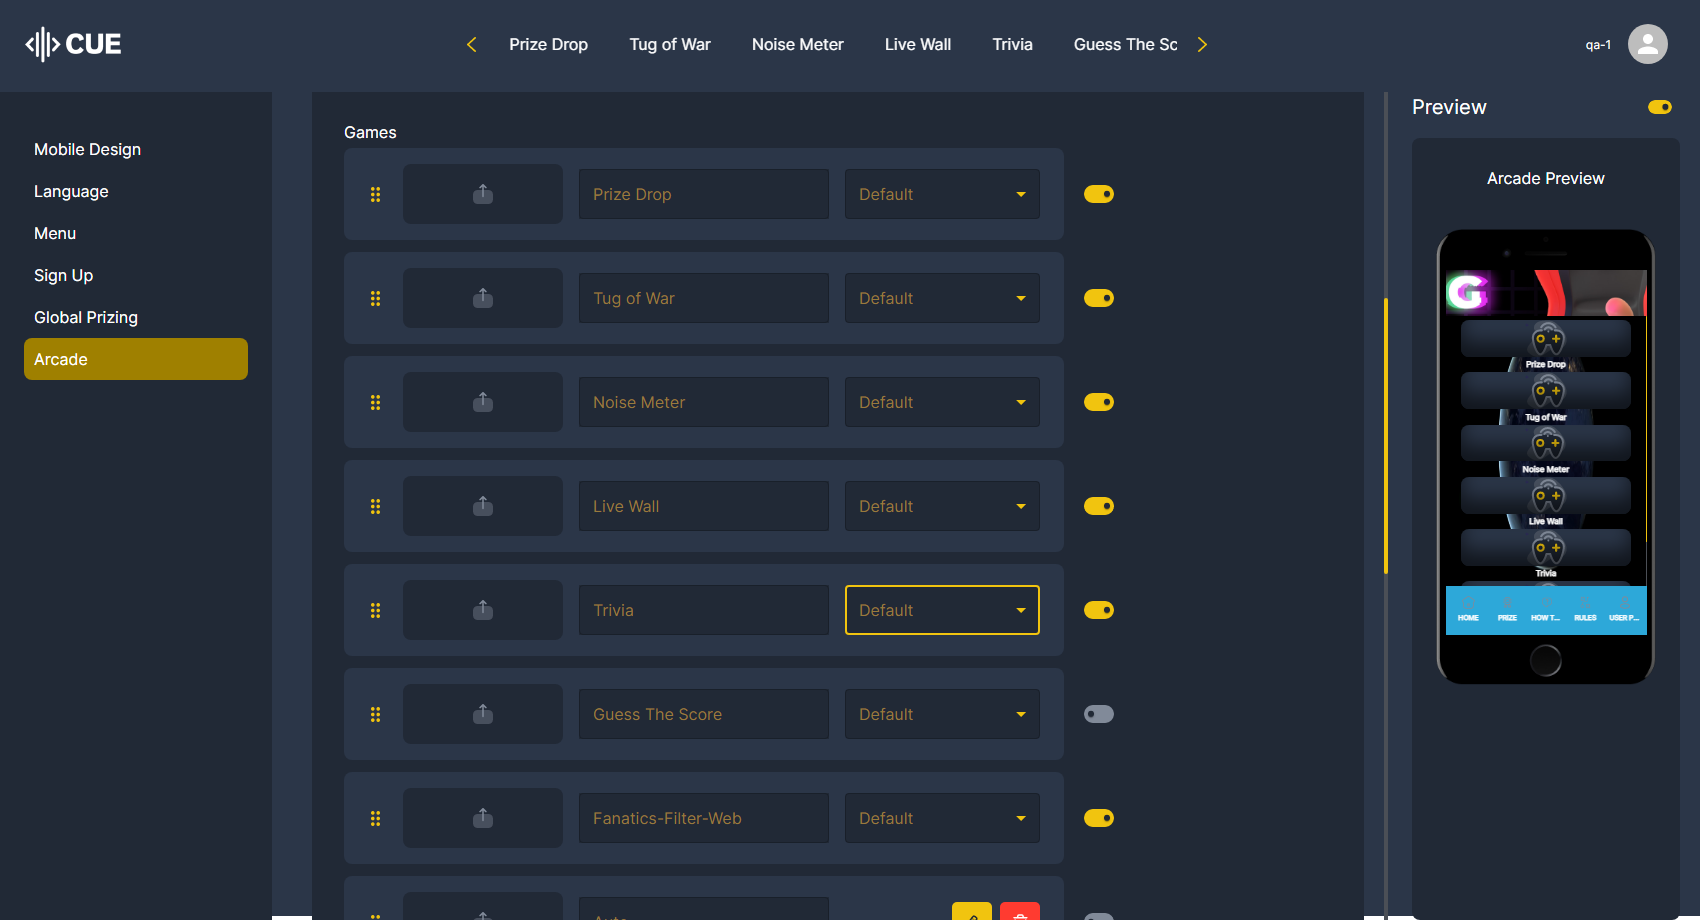 CUE
Prize Drop
Tug of War
Noise Meter
Live Wall
Trivia
Guess The Sc
qa-1
Mobile Design
Language
Menu
Sign Up
Global Prizing
Arcade
Games
Prize Drop
Default
Tug of War
Default
Noise Meter
Default
Live Wall
Default
Trivia
Default
Guess The Score
Default
Fanatics-Filter-Web
Default
Preview
Arcade Preview
G
Prize Drop
Tug of War
Noise Meter
Live Wall
Trivia
HOME
PRIZE
HOW T...
RULES
USER P...